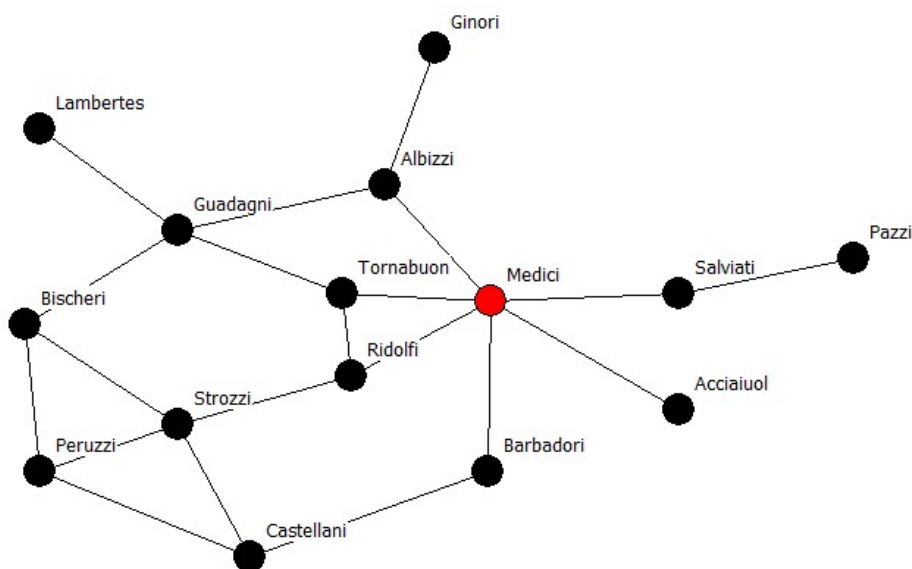 Ginori
Lambertes
Albizzi
Guadagni
Pazzi
Tornabuon
Medici
Salviati
Bischeri
Ridolfi
Acciaiuol
Strozzi
Peruzzi
Barbadori
Castellani